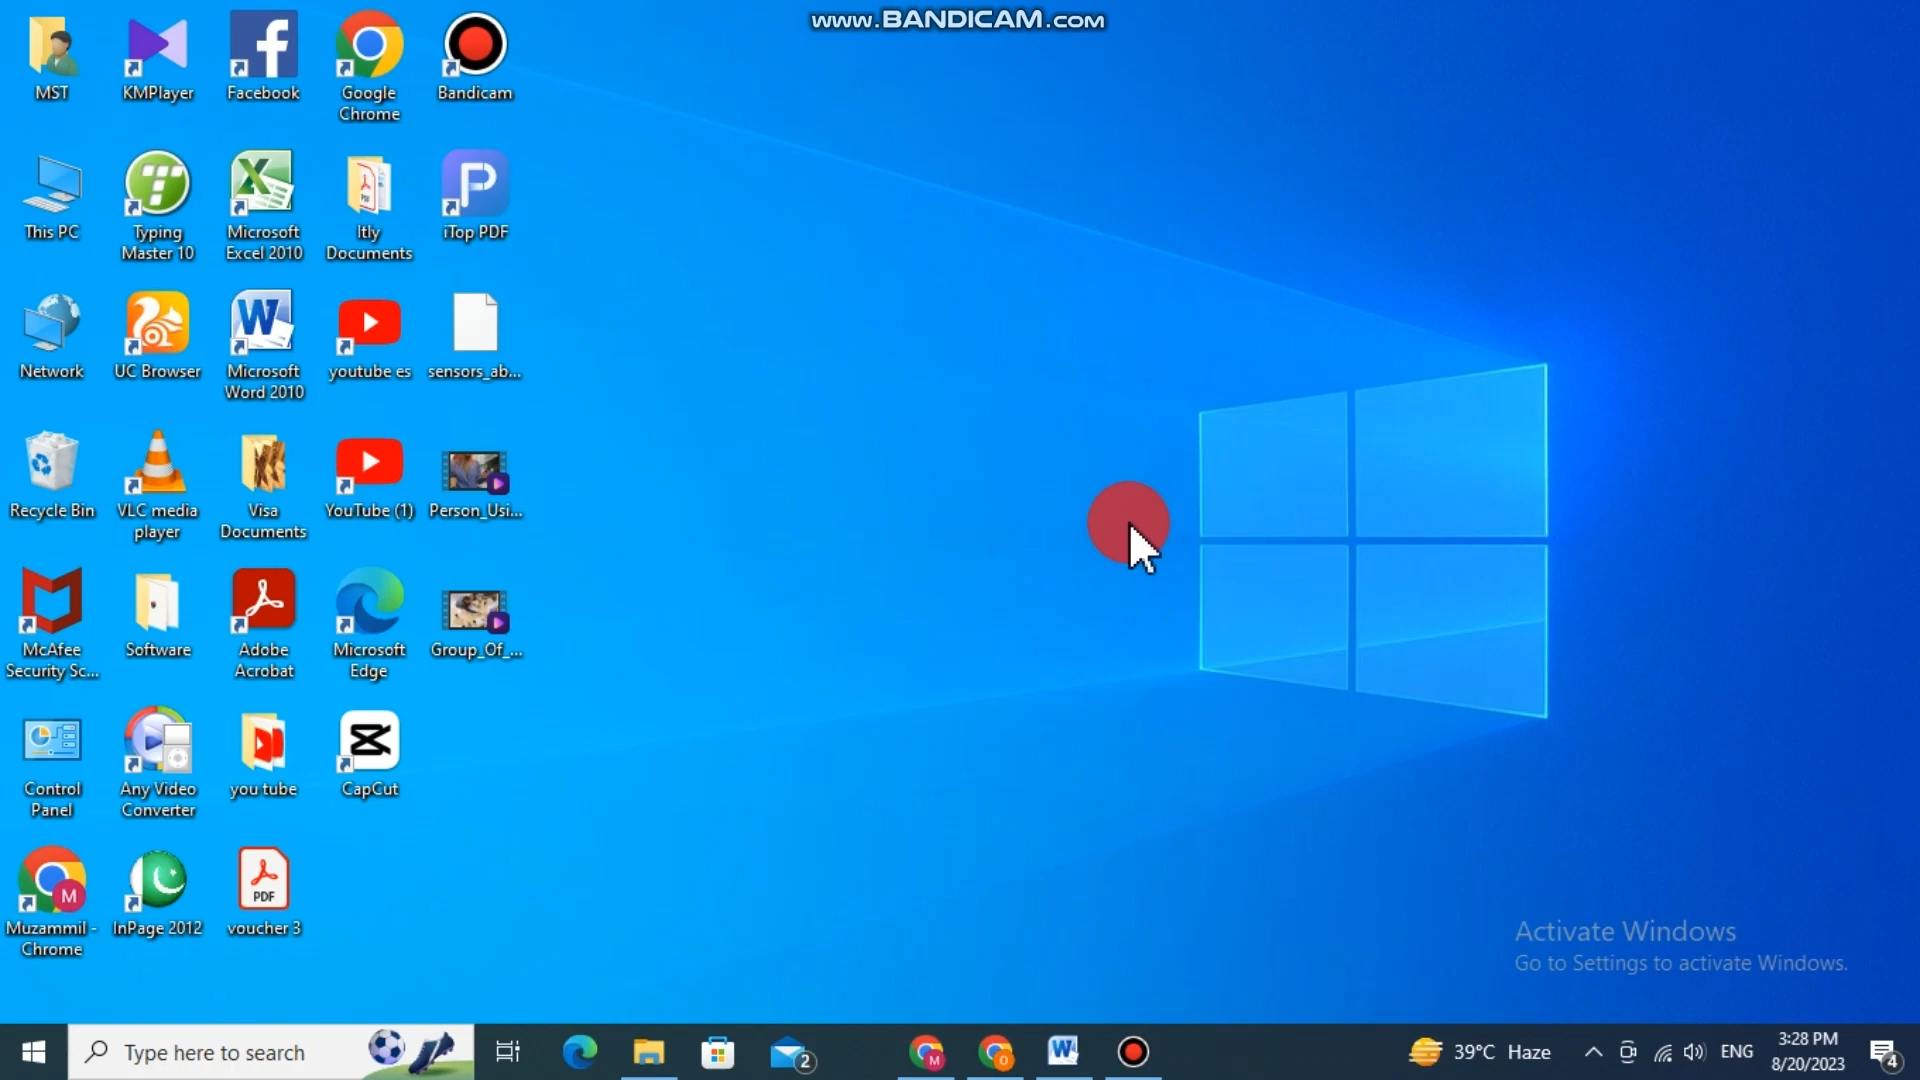 www.BANDICAM.com
MST
KMPlayer
Facebook
Google
Chrome
Bandicam
This PC
Typing
Master 10
Microsoft
Excel 2010
Itly
Documents
iTop PDF
Network
UC Browser
Microsoft
Word 2010
youtube es
sensors_ab...
Recycle Bin
VLC media
player
Visa
Documents
YouTube (1)
Person_Usi...
McAfee
Security Sc...
Software
Adobe
Acrobat
Microsoft
Edge
Group_Of_...
Control
Panel
Any Video
Converter
you tube
CapCut
Muzammil -
Chrome
InPage 2012
PDF
voucher 3
Activate Windows
Go to Settings to activate Windows.
Type here to search
2
M
O
39°C Haze
ENG
3:28 PM
8/20/2023
4